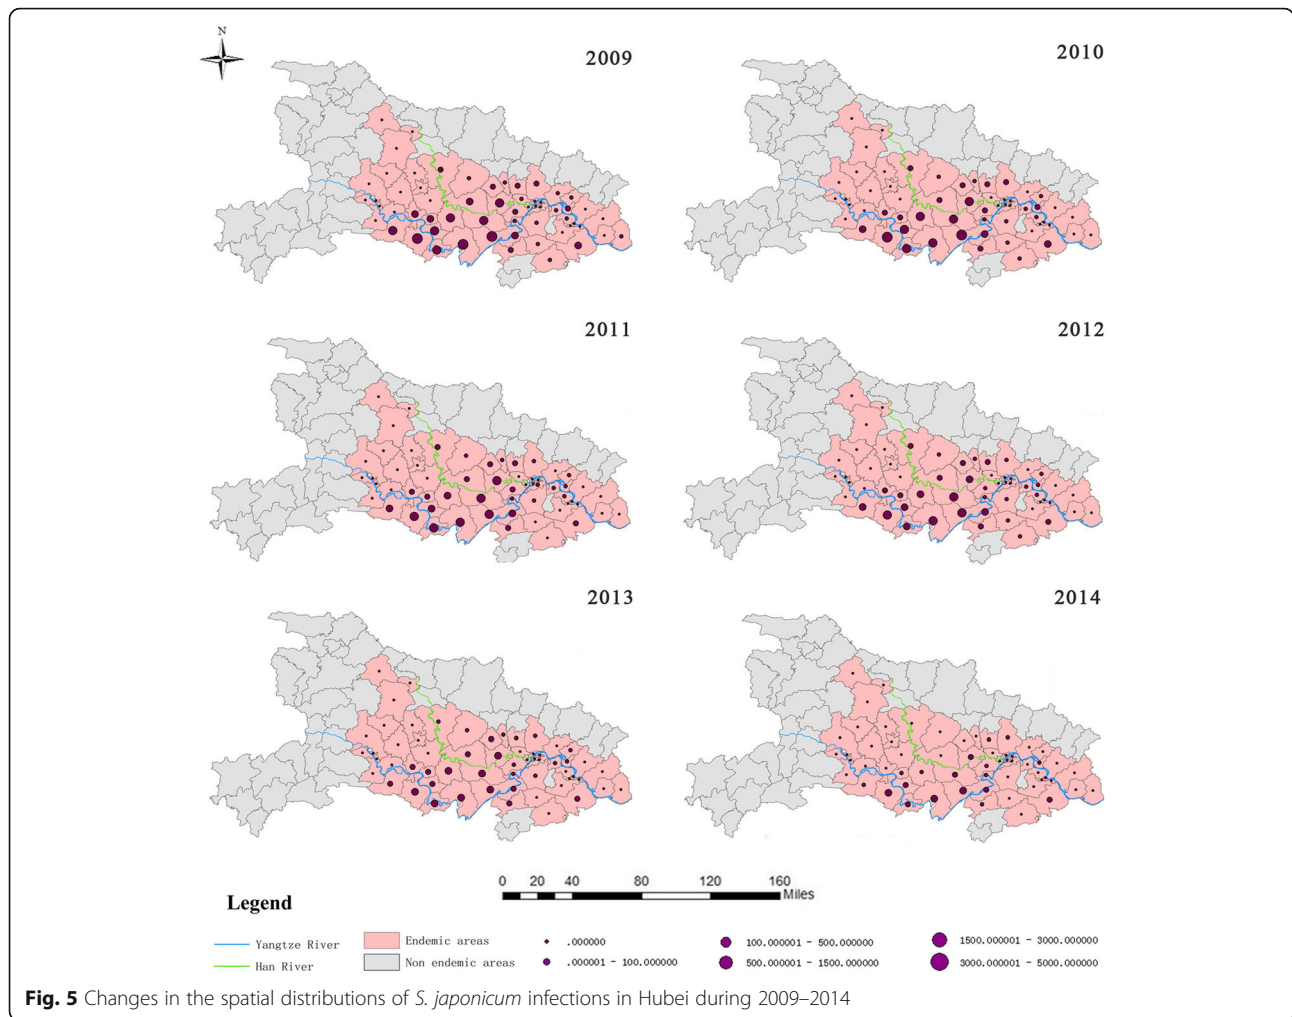 N
2009
2010
2011
2012
2013
2014
0 20 40 80 120 160
Miles
Legend
Yangtze River
Han River
Endemic areas
Non endemic areas
.000000
.000001 - 100.000000
100.000001 - 500.000000
500.000001 - 1500.000000
1500.000001 - 3000.000000
3000.000001 - 5000.000000
Fig. 5 Changes in the spatial distributions of S. japonicum infections in Hubei during 2009–2014